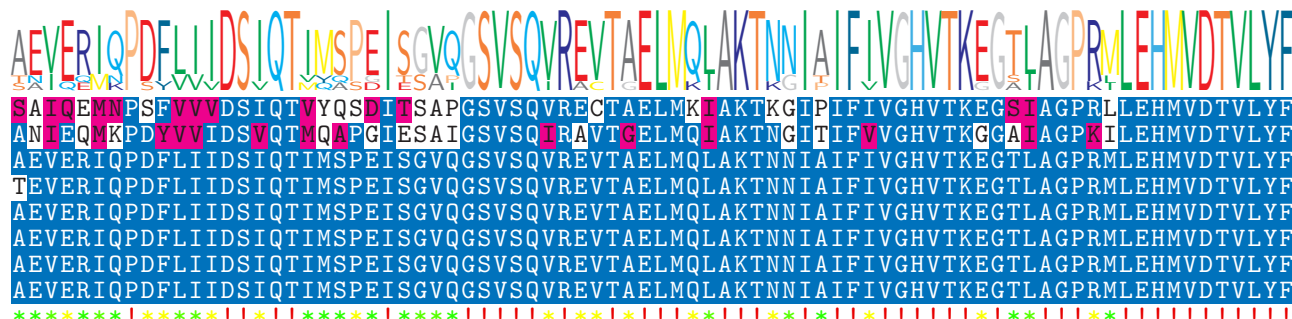 AEVERIQPDFLIIDSIQTIMSPEISGVQGSVSQVREVTAELMQLAKTNNIAIFIVGHVTKEGTLAGPRMLEHMVDTVLYF
SAIQEMNPSFVVVDSIQTVYQSDITSAPGSVSQVRECTAELMKIAKTKGIPIFIVGHVTKEGSIAGPRLLEHMVDTVLYF
ANIEQMKPDYVVIDSVQTMQAPGIESAIGSVSQIRAVTGELMQIAKTNGITIFVVGHVTKGGAIAGPKILEHMVDTVLYF
AEVERIQPDFLIIDSIQTIMSPEISGVQGSVSQVREVTAELMQLAKTNNIAIFIVGHVTKEGTLAGPRMLEHMVDTVLYF
TEVERIQPDFLIIDSIQTIMSPEISGVQGSVSQVREVTAELMQLAKTNNIAIFIVGHVTKEGTLAGPRMLEHMVDTVLYF
AEVERIQPDFLIIDSIQTIMSPEISGVQGSVSQVREVTAELMQLAKTNNIAIFIVGHVTKEGTLAGPRMLEHMVDTVLYF
AEVERIQPDFLIIDSIQTIMSPEISGVQGSVSQVREVTAELMQLAKTNNIAIFIVGHVTKEGTLAGPRMLEHMVDTVLYF
AEVERIQPDFLIIDSIQTIMSPEISGVQGSVSQVREVTAELMQLAKTNNIAIFIVGHVTKEGTLAGPRMLEHMVDTVLYF
AEVERIQPDFLIIDSIQTIMSPEISGVQGSVSQVREVTAELMQLAKTNNIAIFIVGHVTKEGTLAGPRMLEHMVDTVLYF
*******!*****!!*!!**********!!!!!*!**!*!!!**!!!**!*!!*!!!!!!*!**!!!**!!!!!!!!!!!